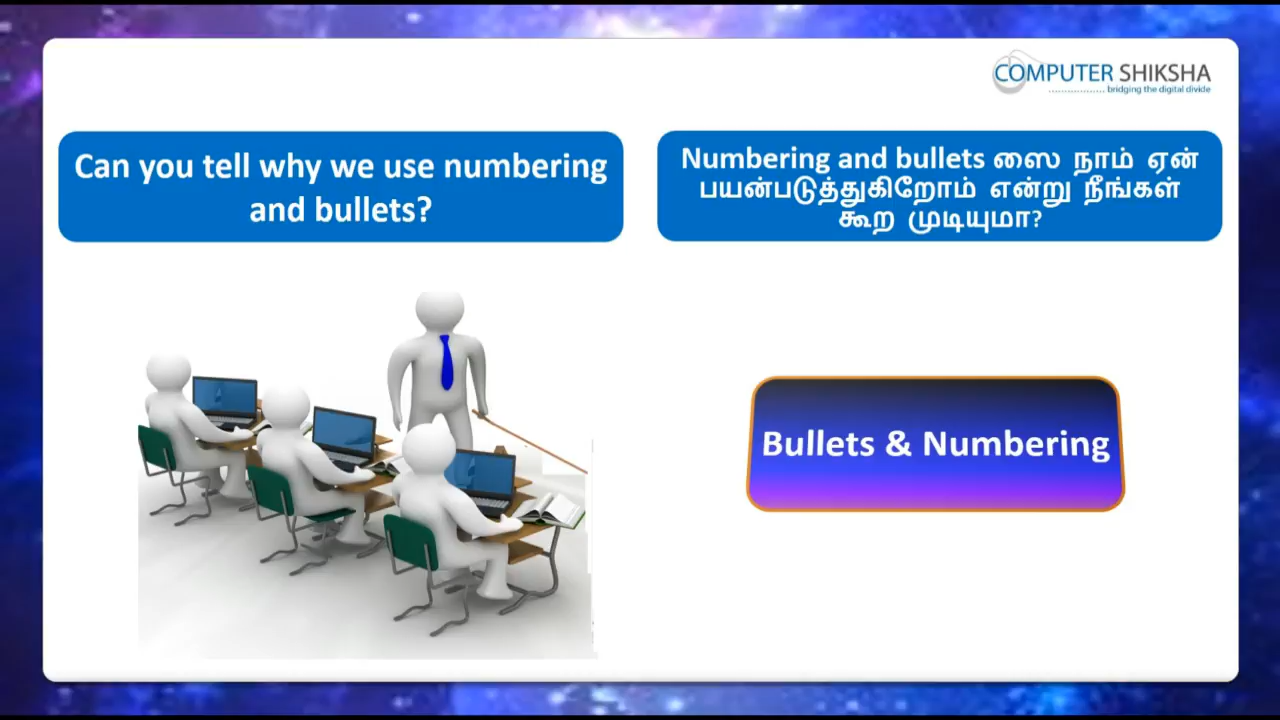 COMPUTER SHIKSHA
bridging the digital divide
Can you tell why we use numbering
and bullets?
Numbering and bullets ஸை நாம் ஏன்
பயன்படுத்துகிறோம் என்று நீங்கள்
கூற முடியுமா?
Bullets & Numbering